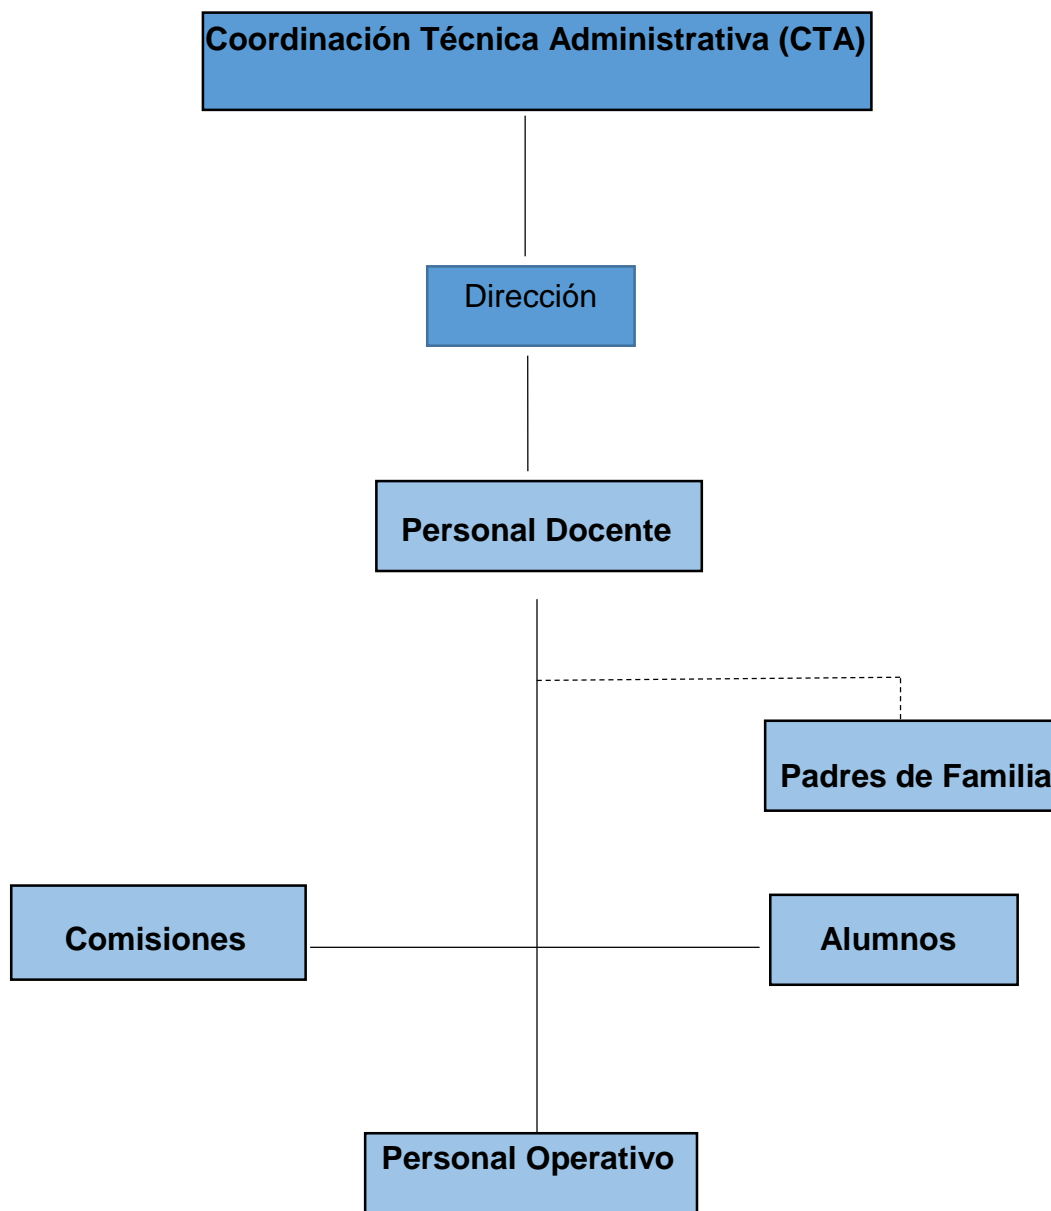 Coordinación Técnica Administrativa (CTA)
Dirección
Personal Docente
Padres de Familia
Comisiones
Alumnos
Personal Operativo